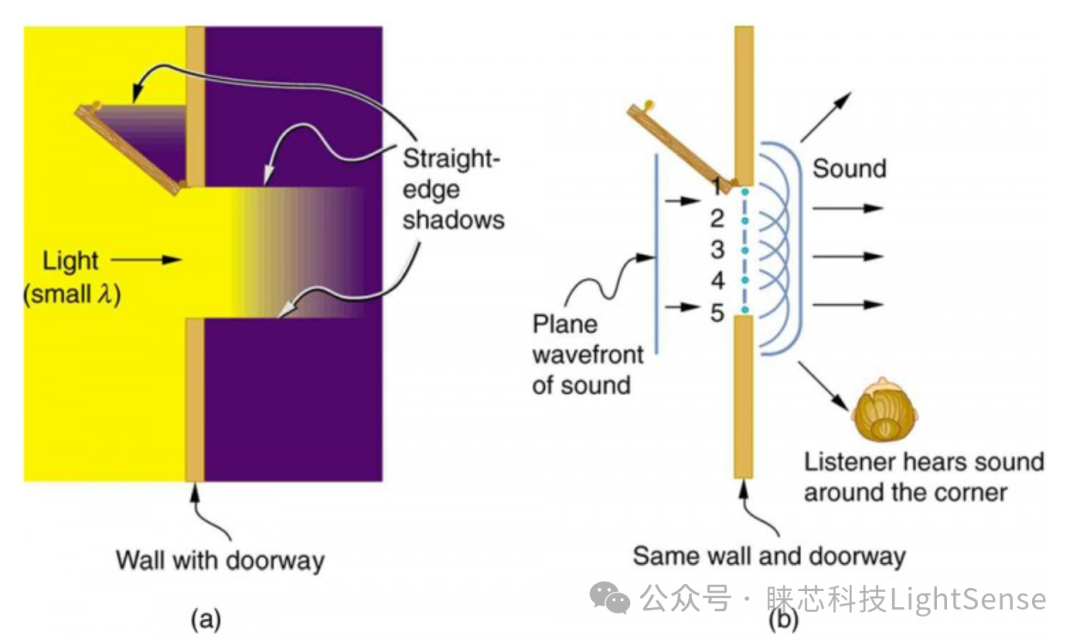 Straight-
edge
shadows
Light
(small λ)
Wall with doorway
(a)
Sound
1
2
3
4
5
Plane
wavefront
of sound
Listener hears sound
around the corner
Same wall and doorway
(b)
公众号 · 睐芯科技LightSense